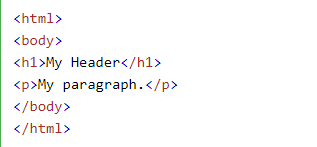 <html>
<body>
<h1>My Header</h1>
<p>My paragraph.</p>
</body>
</html>